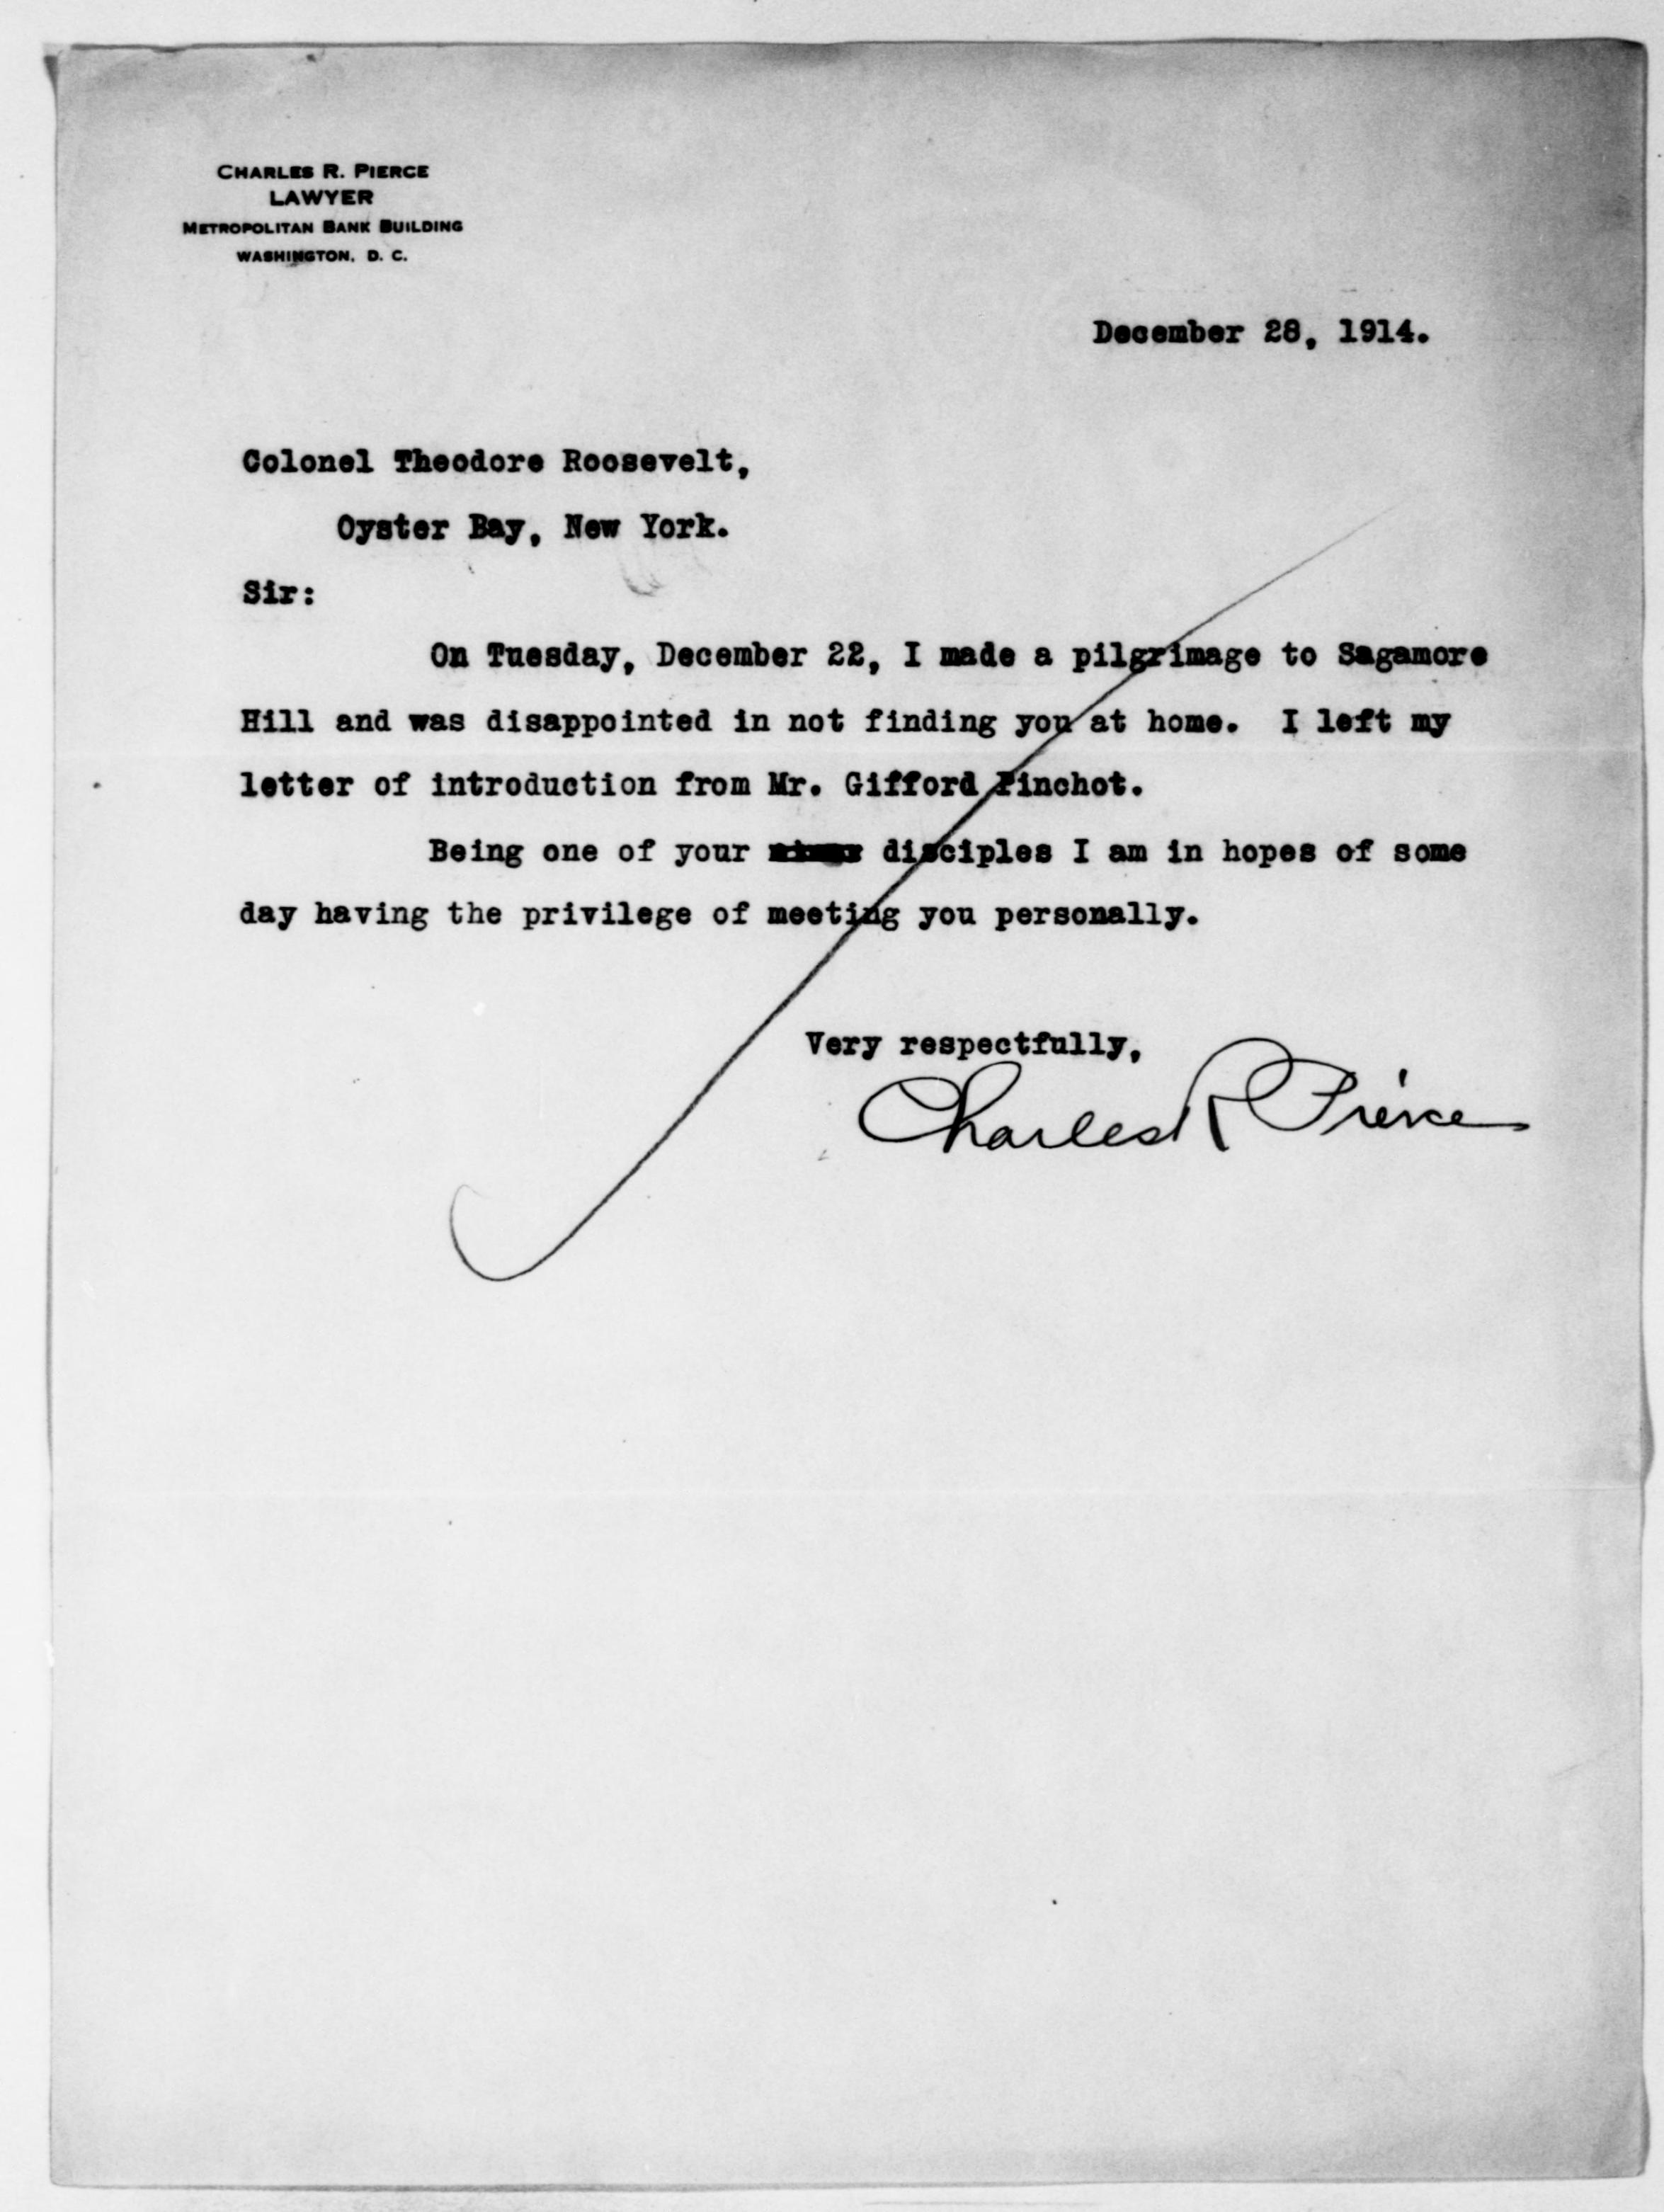 CHARLES R. PIERCE
LAWYER
METROPOLITAN BANK BUILDING
WASHINGTON, D. C.
December 28, 1914.
Colonel Theodore Roosevelt,
Oyster Bay, New York.
Sir:
On Tuesday, December 22, I made a pilgrimage to Sagamore
Hill and was disappointed in not finding you at home. I left my
letter of introduction from Mr. Gifford Pinchot.
Being one of your disciples I am in hopes of some
day having the privilege of meeting you personally.
Very respectfully,
Charles R Pierce